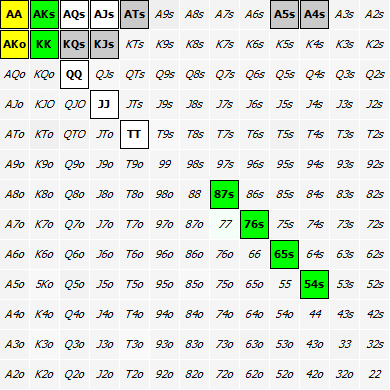 AA AKs AQs AJs ATs A9s A8s A7s A6s A5s A4s A3s A2s
AKo KK KQs KJs KTs K9s K8s K7s K6s K5s K4s K3s K2s
AQo KQo QQ QJs QTs Q9s Q8s Q7s Q6s Q5s Q4s Q3s Q2s
AJo KJO QJO JJ JTs J9s J8s J7s J6s J5s J4s J3s J2s
ATo KTo QTO JTo TT T9s T8s T7s T6s T5s T4s T3s T2s
A9o K9o Q9o J9o T9o 99 98s 97s 96s 95s 94s 93s 92s
A8o K8o Q8o J8o T8o 98o 88 87s 86s 85s 84s 83s 82s
A7o K7o Q7o J7o T7o 97o 87o 77 76s 75s 74s 73s 72s
A6o K6o Q6o J6o T6o 96o 86o 76o 66 65s 64s 63s 62s
A5o 5Ko Q5o J5o T5o 95o 85o 75o 65o 55 54s 53s 52s
A4o K4o Q4o J4o T4o 94o 84o 74o 64o 54o 44 43s 42s
A3o K3o Q3o J3o T3o 93o 83o 73o 63o 53o 43o 33 32s
A2o K2o Q2o J2o T2o 92o 82o 72o 62o 52o 42o 32o 22